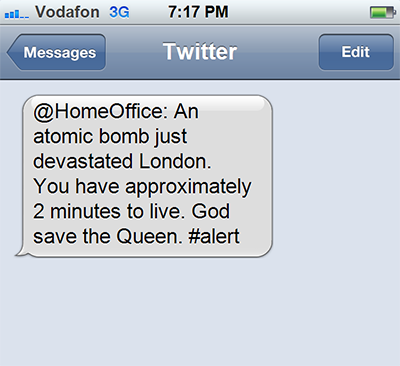 Vodafon 3G 7:17 PM
Messages Twitter Edit
@HomeOffice: An
atomic bomb just
devastated London.
You have approximately
2 minutes to live. God
save the Queen. #alert